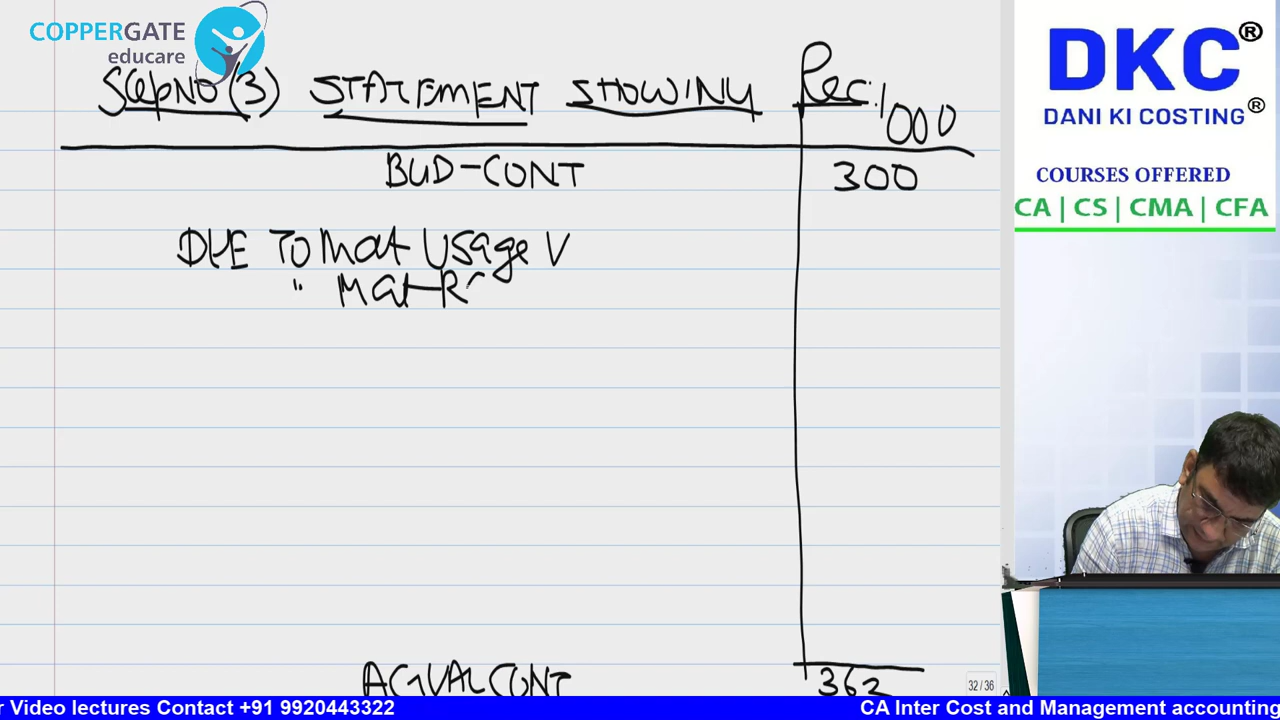 COPPERGATE
educare
StepNO(3) STATEMENT SHOWING Rec:
1000
BUD-CONT 300
DUE TO Mat Usage V
" Mat R
ACTUAL CONT 362
32 / 36
DKC®
DANI KI COSTING®
COURSES OFFERED
CA | CS | CMA | CFA
r Video lectures Contact +91 9920443322 CA Inter Cost and Management accounting